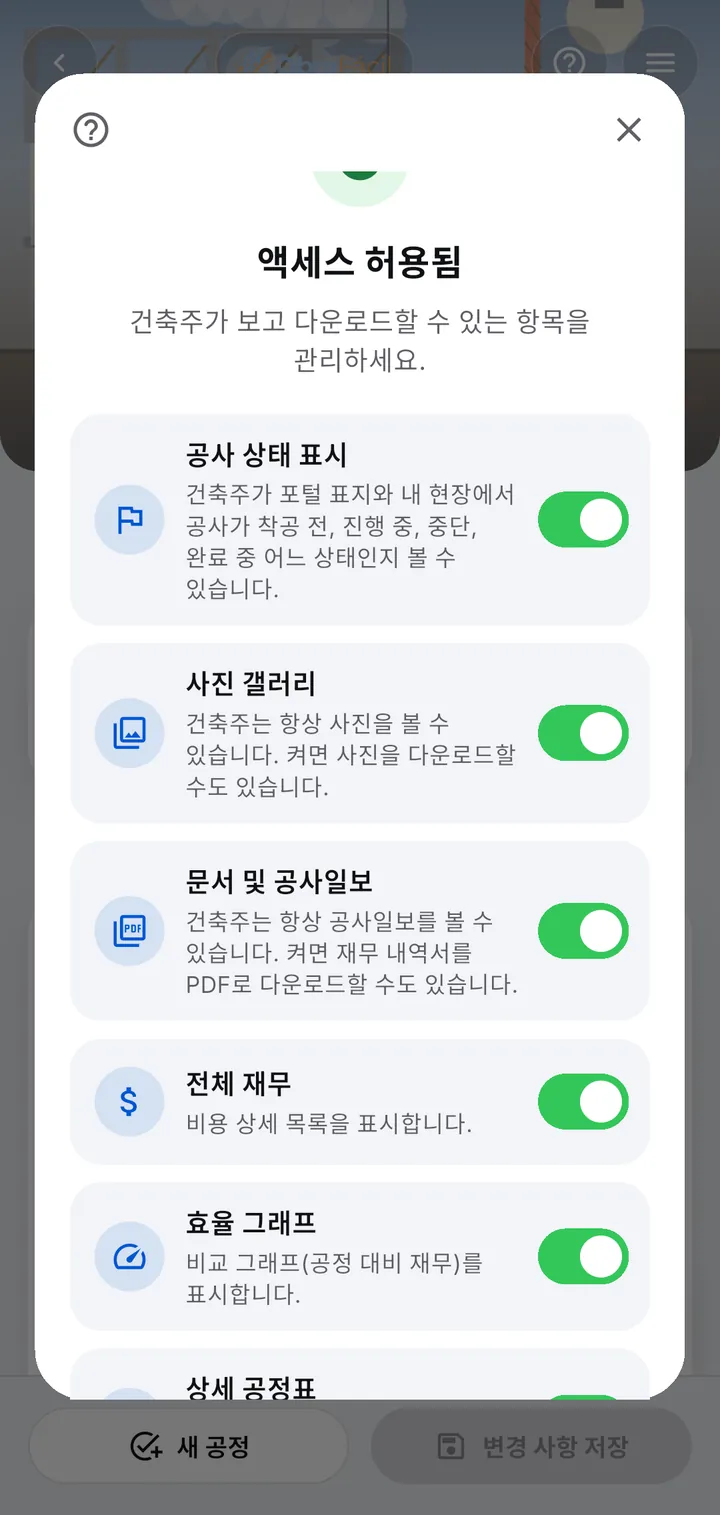 액세스 허용됨
건축주가 보고 다운로드할 수 있는 항목을
관리하세요.
공사 상태 표시
건축주가 포털 표지와 내 현장에서
공사가 착공 전, 진행 중, 중단,
완료 중 어느 상태인지 볼 수
있습니다.
사진 갤러리
건축주는 항상 사진을 볼 수
있습니다. 켜면 사진을 다운로드할
수도 있습니다.
문서 및 공사일보
건축주는 항상 공사일보를 볼 수
있습니다. 켜면 재무 내역서를
PDF로 다운로드할 수도 있습니다.
PDF
전체 재무
비용 상세 목록을 표시합니다.
효율 그래프
비교 그래프(공정 대비 재무)를
표시합니다.
상세 공정표
새 공정
변경 사항 저장